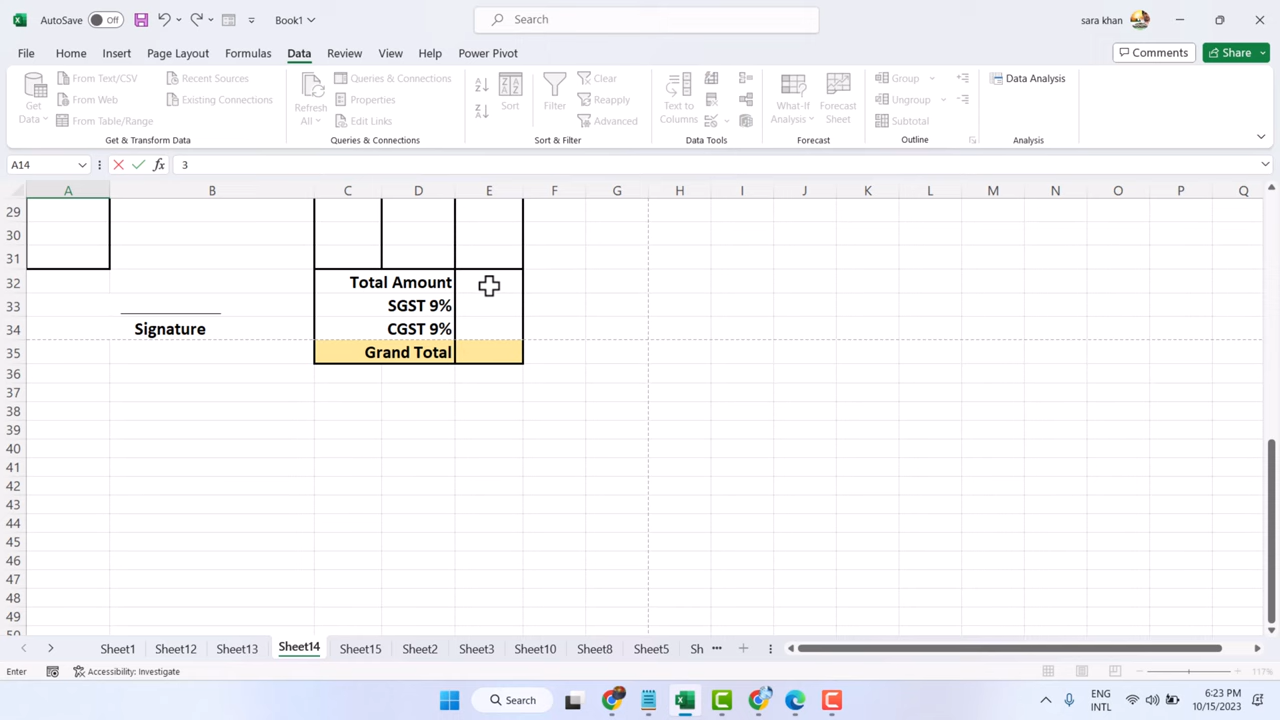 AutoSave Off Book1 Search sara khan
File Home Insert Page Layout Formulas Data Review View Help Power Pivot Comments Share
From Text/CSV Recent Sources Queries & Connections Clear Group Data Analysis
From Web Existing Connections Properties Reapply Ungroup
From Table/Range Edit Links Advanced Subtotal
Get Data Refresh All Sort Filter Text to Columns What-If Analysis Forecast Sheet
Get & Transform Data Queries & Connections Sort & Filter Data Tools Forecast Outline Analysis
A14 fx 3
A B C D E F G H I J K L M N O P Q
29
30
31
32 Total Amount
33 SGST 9%
34 Signature CGST 9%
35 Grand Total
36
37
38
39
40
41
42
43
44
45
46
47
48
49
50
Sheet1 Sheet12 Sheet13 Sheet14 Sheet15 Sheet2 Sheet3 Sheet10 Sheet8 Sheet5 Sh ...
Enter Accessibility: Investigate 117%
Search ENG INTL 6:23 PM 10/15/2023